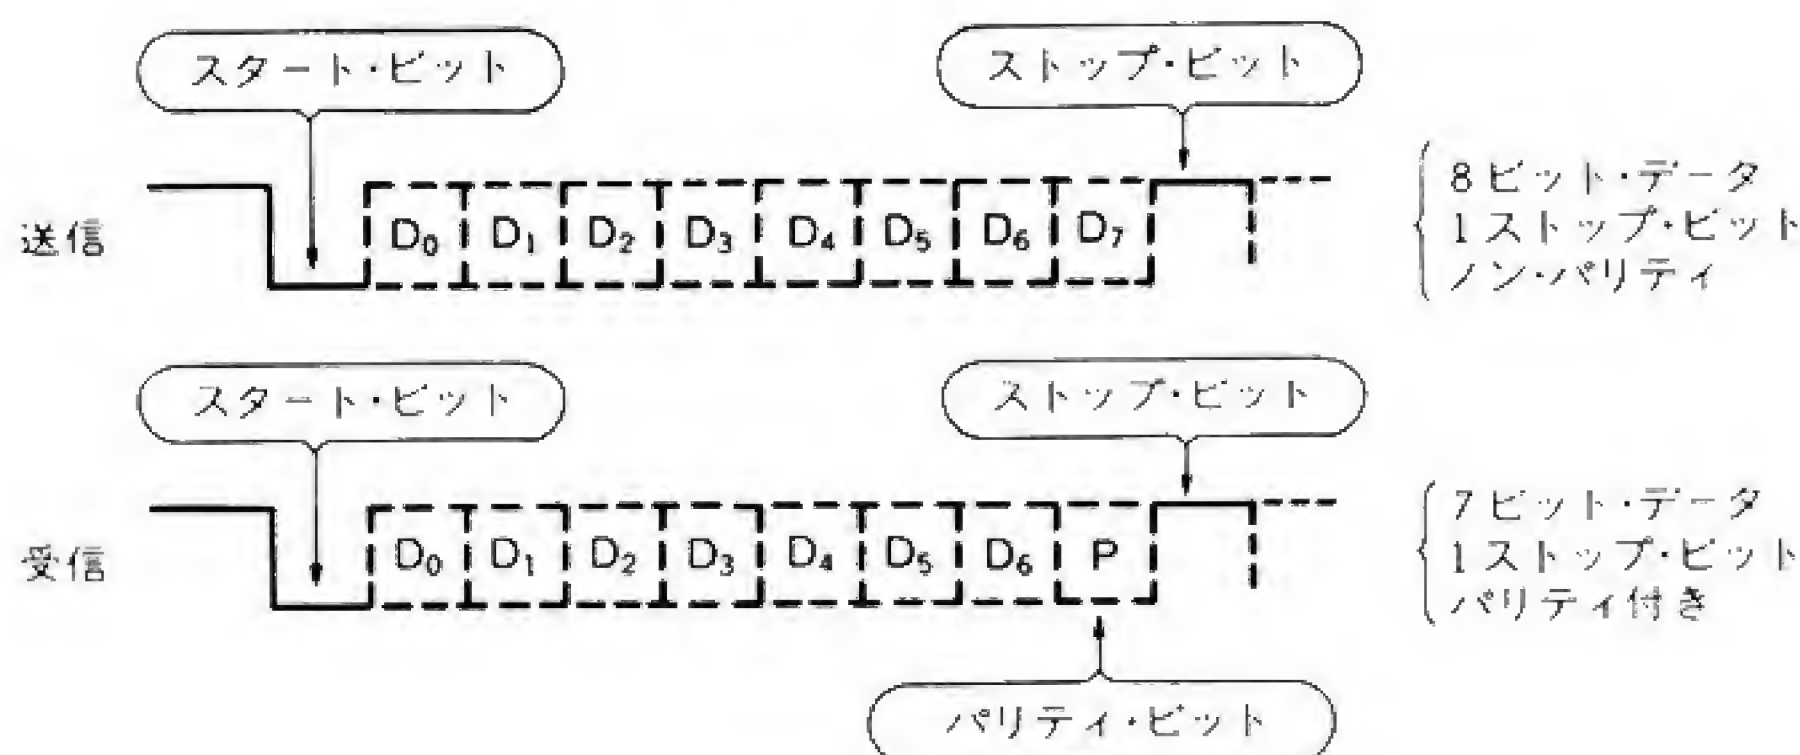 スタート・ビット
ストップ・ビット
送信
D₀ D₁ D₂ D₃ D₄ D₅ D₆ D₇
8ビット・データ
1ストップ・ビット
ノン・パリティ
スタート・ビット
ストップ・ビット
受信
D₀ D₁ D₂ D₃ D₄ D₅ D₆ P
7ビット・データ
1ストップ・ビット
パリティ付き
パリティ・ビット